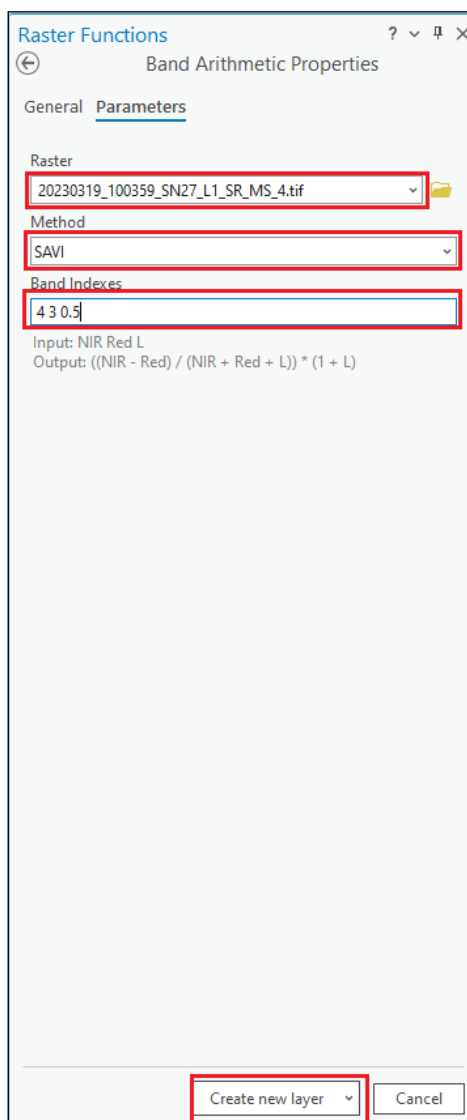 Raster Functions
?
Band Arithmetic Properties
General Parameters
Raster
20230319_100359_SN27_L1_SR_MS_4.tif
Method
SAVI
Band Indexes
4 3 0.5
Input: NIR Red L
Output: ((NIR - Red) / (NIR + Red + L)) * (1 + L)
Create new layer Cancel